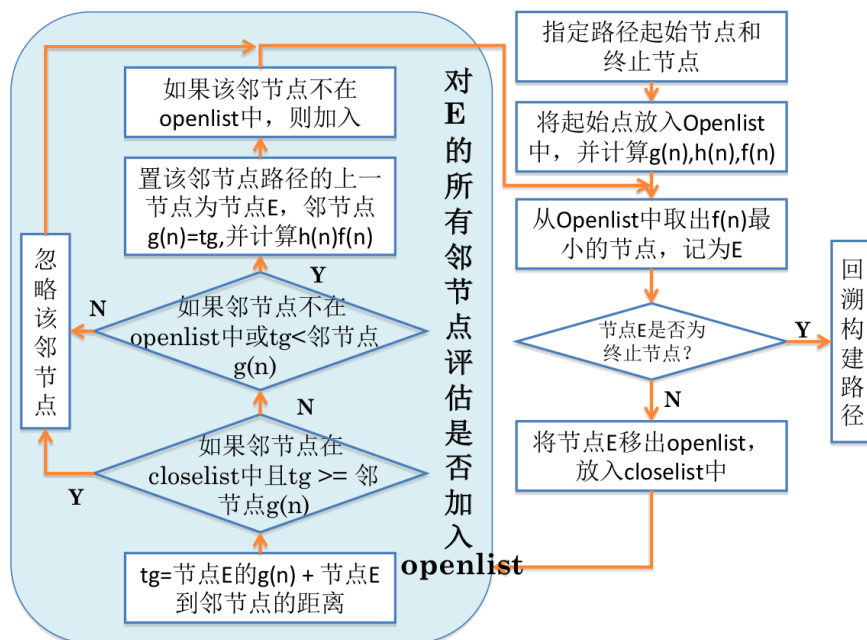 指定路径起始节点和
终止节点
将起始点放入Openlist
中，并计算g(n),h(n),f(n)
从Openlist中取出f(n)最
小的节点，记为E
节点E是否为
终止节点？
Y
回溯构建路径
N
将节点E移出openlist，
放入closelist中
对E的所有邻节点评估是否加入
openlist
tg=节点E的g(n) + 节点E
到邻节点的距离
如果邻节点在
closelist中且tg >= 邻
节点g(n)
Y
N
如果邻节点不在
openlist中或tg<邻节点
g(n)
N
Y
忽略该邻节点
置该邻节点路径的上一
节点为节点E，邻节点
g(n)=tg,并计算h(n)f(n)
如果该邻节点不在
openlist中，则加入